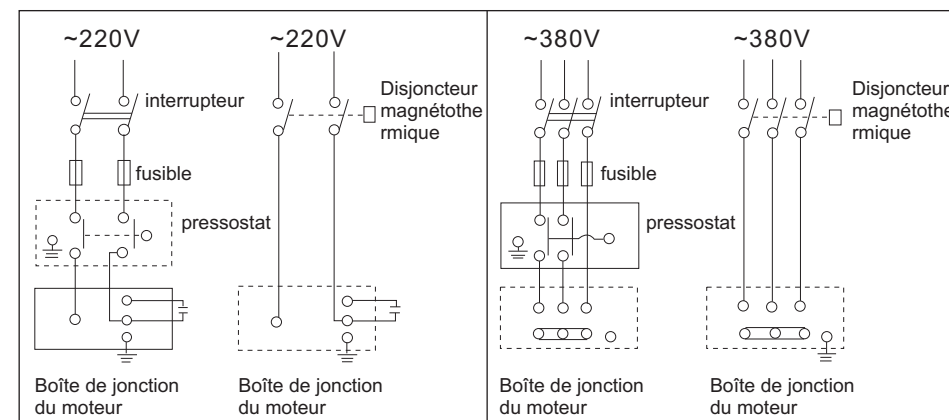 ~220V
interrupteur
fusible
pressostat
Boîte de jonction
du moteur
~220V
Disjoncteur
magnétothe
rmique
Boîte de jonction
du moteur
~380V
interrupteur
fusible
pressostat
Boîte de jonction
du moteur
~380V
Disjoncteur
magnétothe
rmique
Boîte de jonction
du moteur